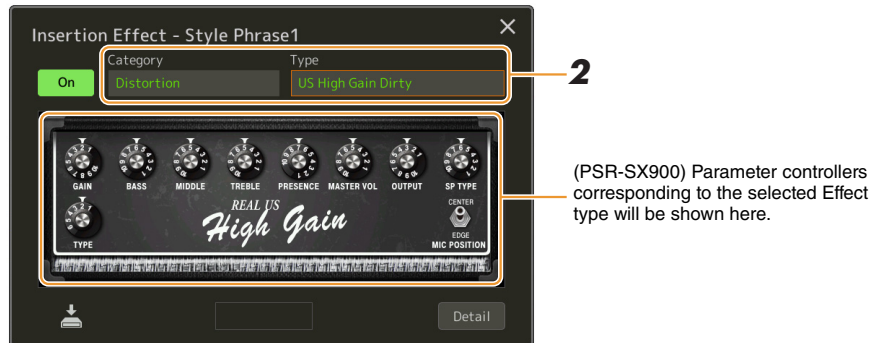 Insertion Effect - Style Phrase1
Category
Type
On
Distortion
US High Gain Dirty
2
GAIN
BASS
MIDDLE
TREBLE
PRESENCE
MASTER VOL
OUTPUT
SP TYPE
TYPE
REAL US
High Gain
CENTER
EDGE
MIC POSITION
(PSR-SX900) Parameter controllers
corresponding to the selected Effect
type will be shown here.
Detail